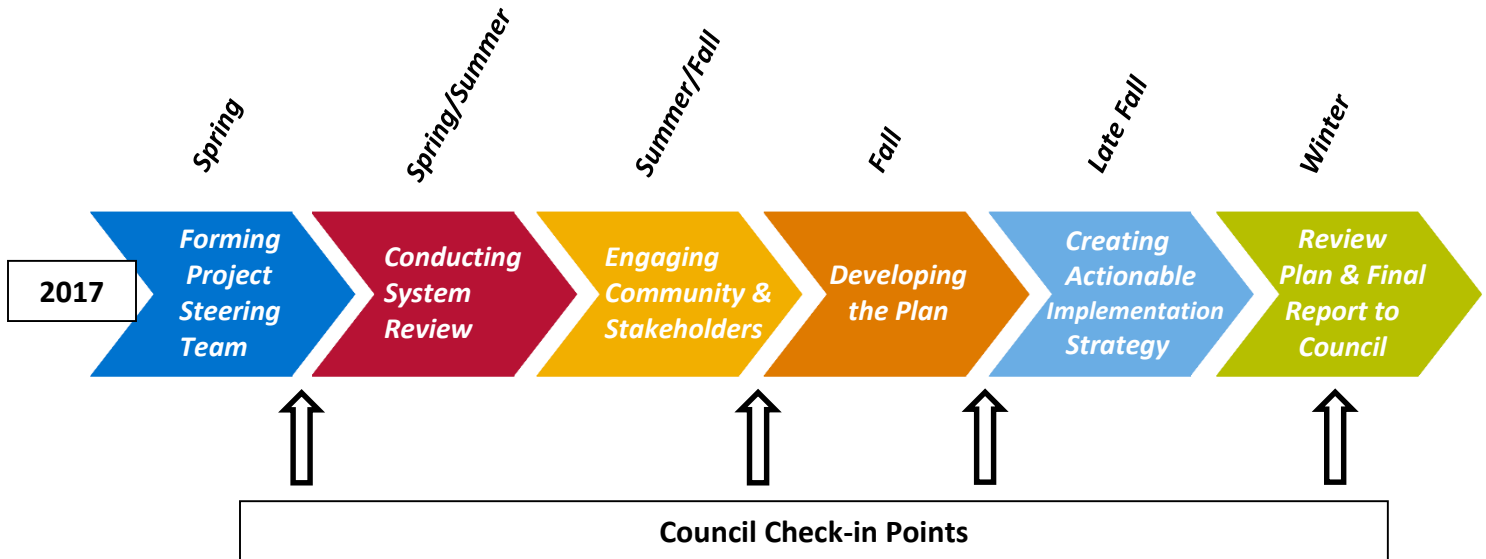 Spring
Spring/Summer
Summer/Fall
Fall
Late Fall
Winter
2017
Forming
Project
Steering
Team
Conducting
System
Review
Engaging
Community &
Stakeholders
Developing
the Plan
Creating
Actionable
Implementation
Strategy
Review
Plan & Final
Report to
Council
Council Check-in Points